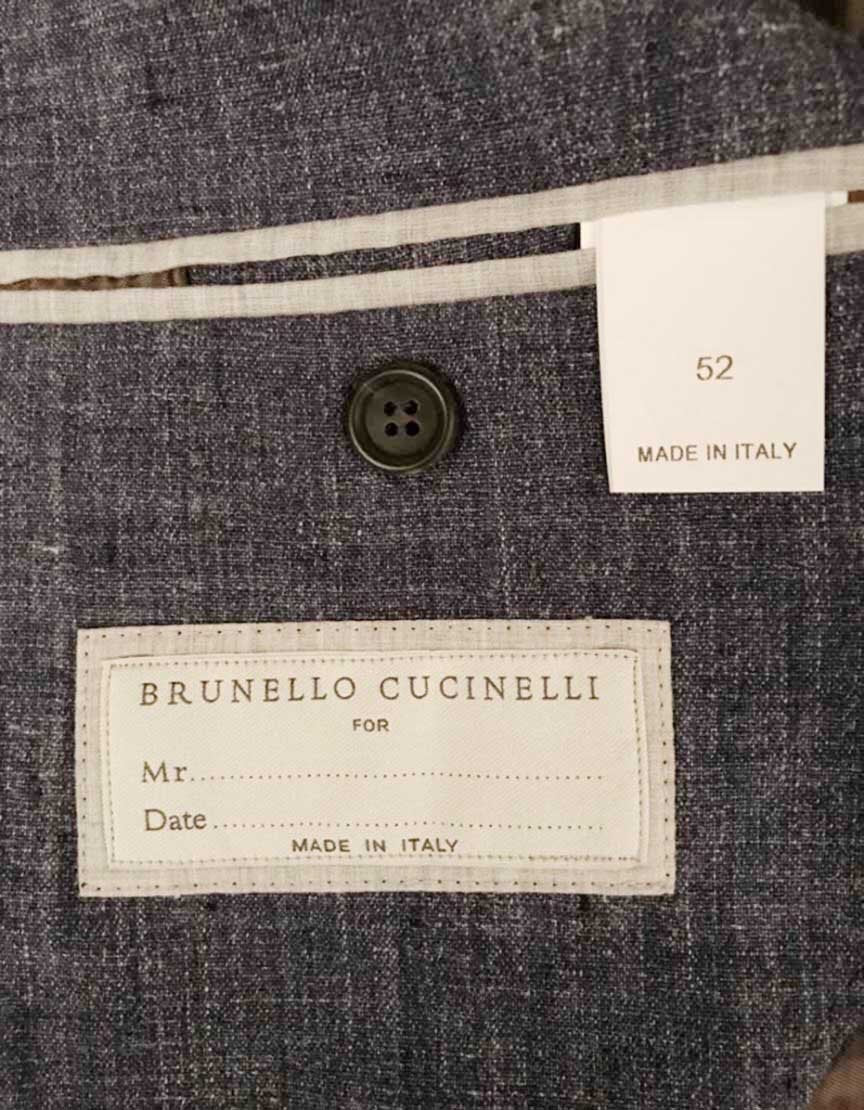 52
MADE IN ITALY
BRUNELLO CUCINELLI
FOR
Mr...............................................................
Date............................................................
MADE IN ITALY